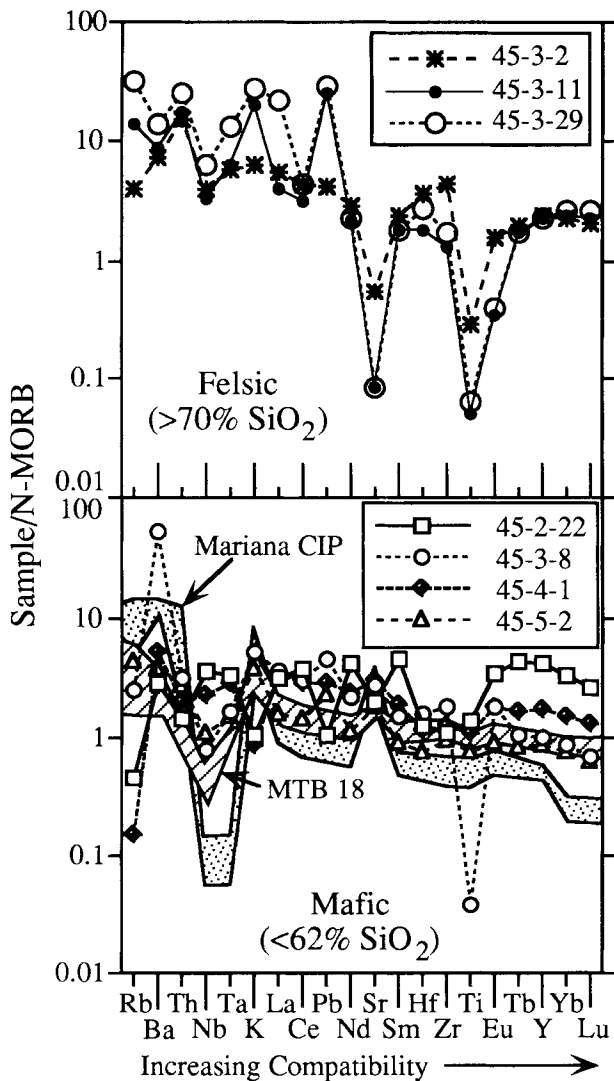 100
10
1
0.1
0.01
45-3-2
45-3-11
45-3-29
Felsic
(>70% SiO2)
Sample/N-MORB
100
10
1
0.1
0.01
45-2-22
45-3-8
45-4-1
45-5-2
Mariana CIP
MTB 18
Mafic
(<62% SiO2)
Rb Th Ta La Pb Sr Hf Ti Tb Yb
Ba Nb K Ce Nd Sm Zr Eu Y Lu
Increasing Compatibility